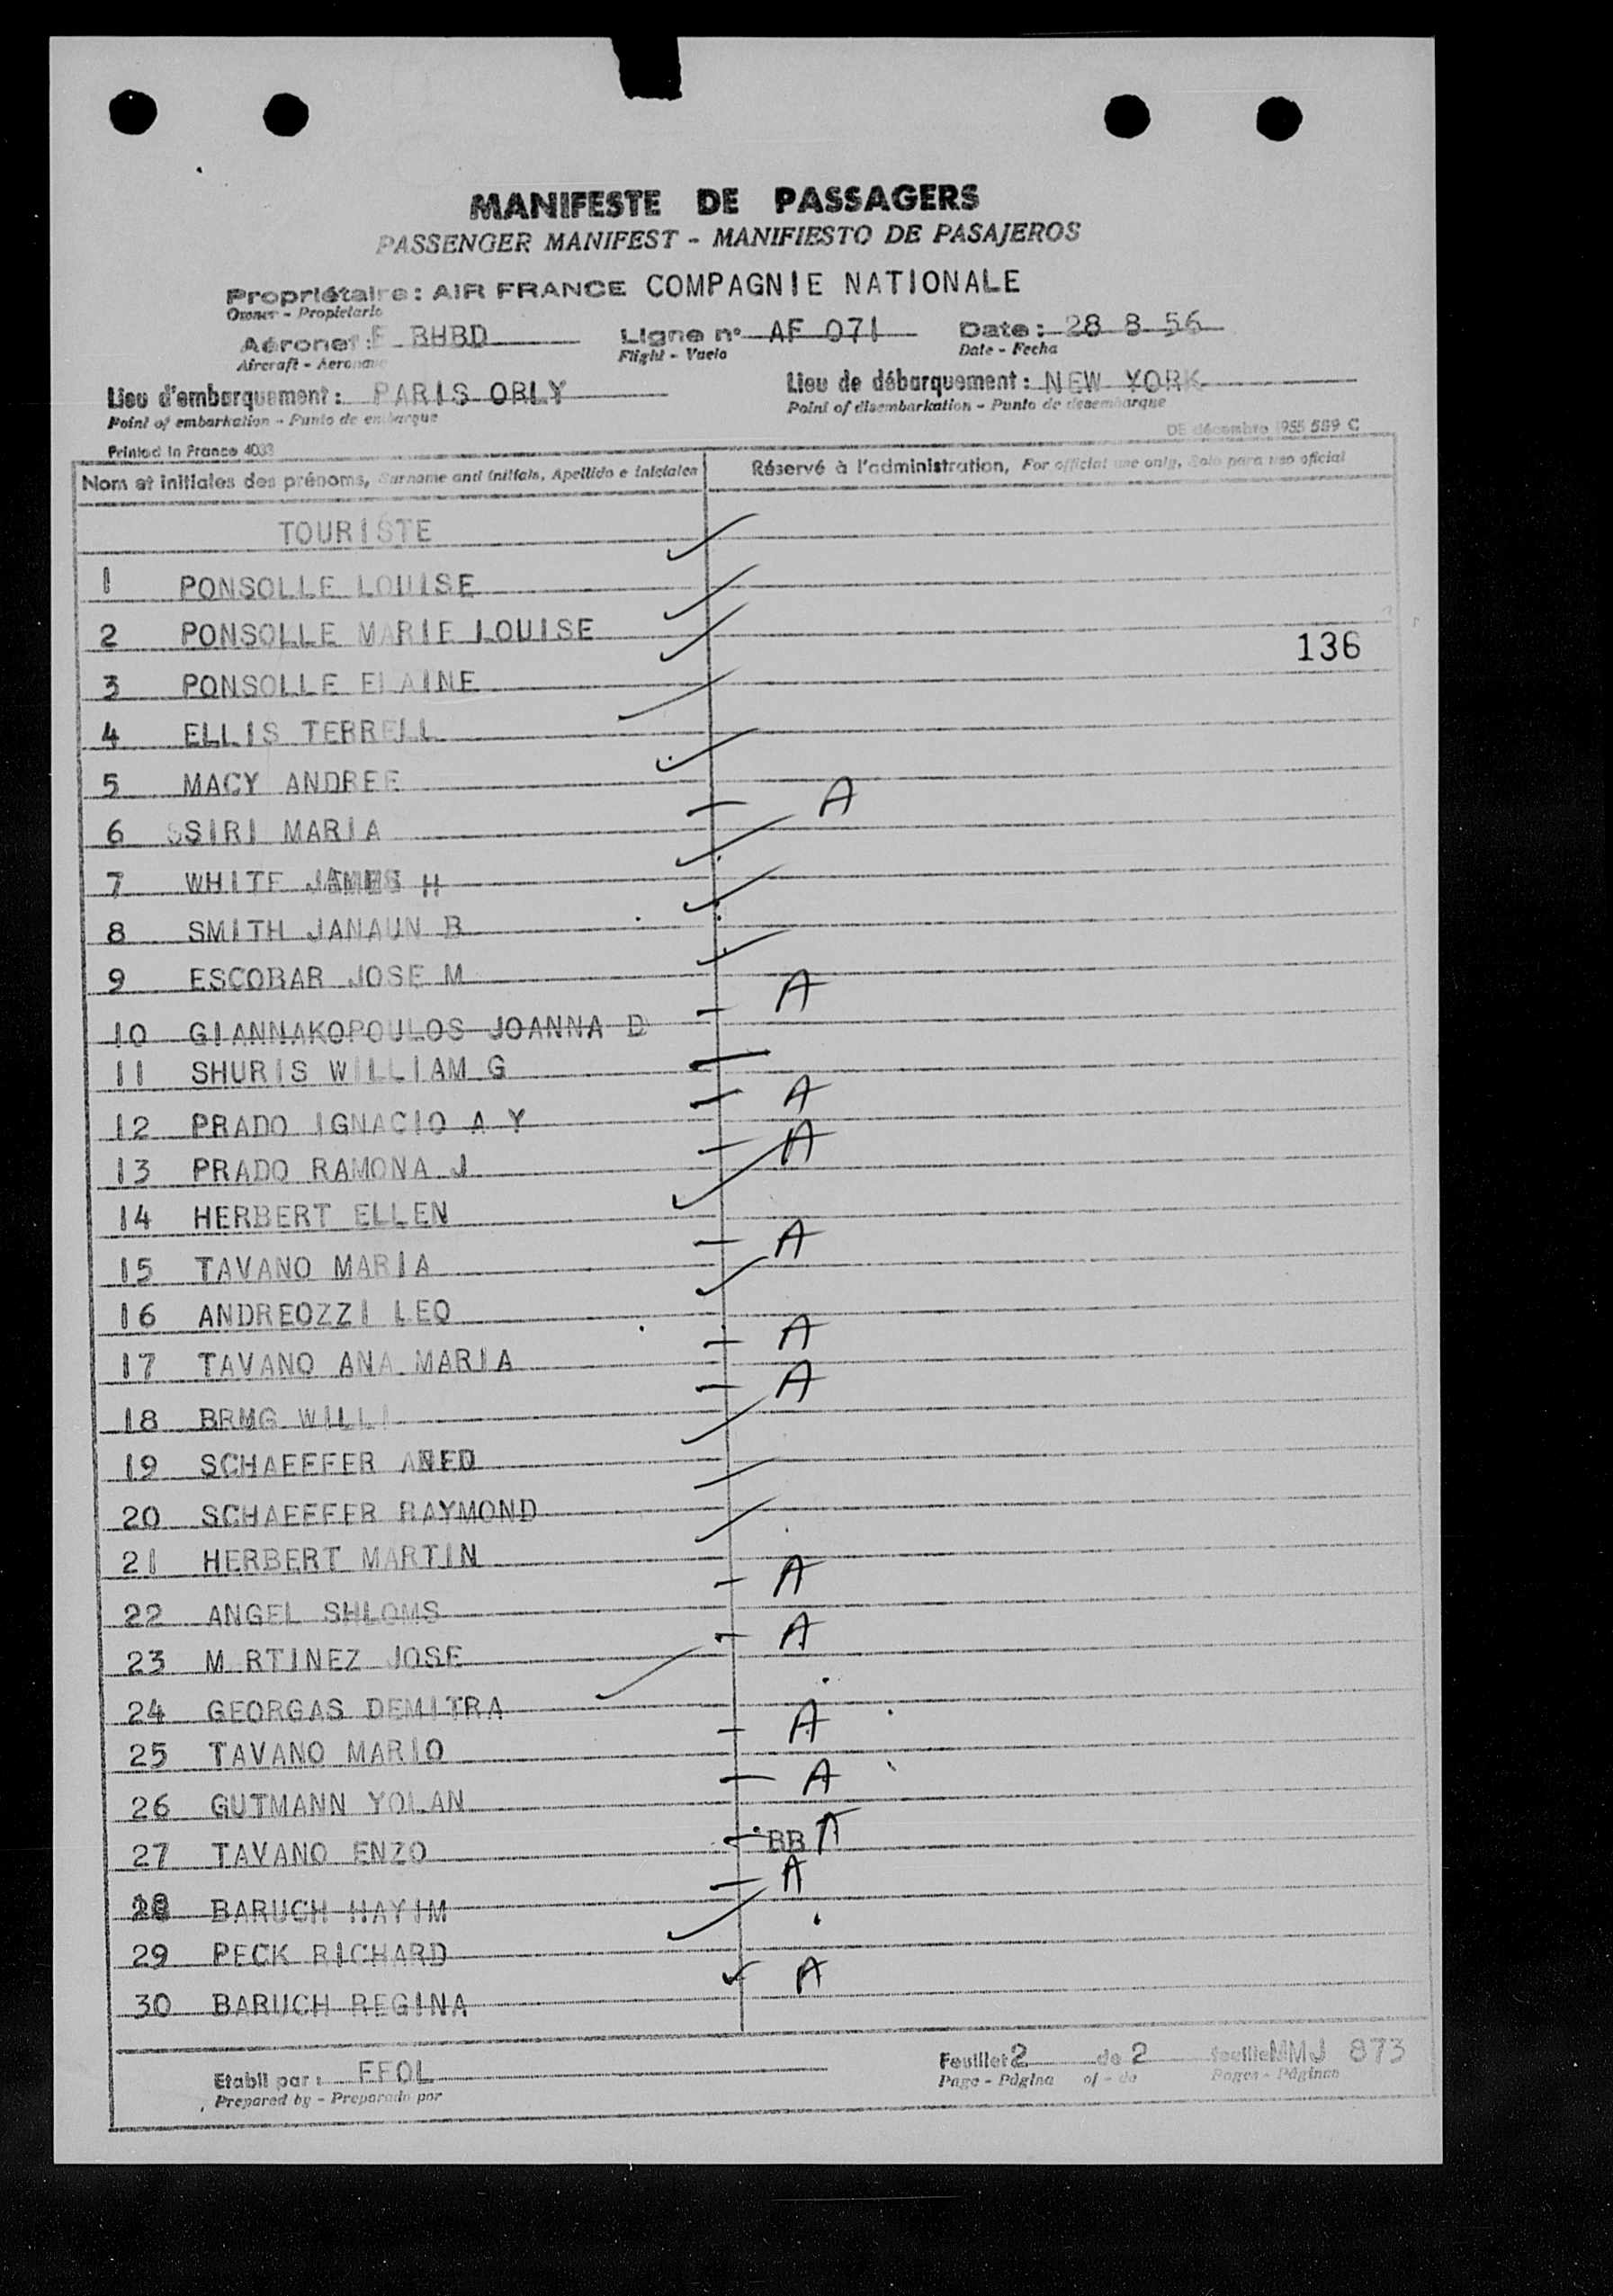 MANIFESTE DE PASSAGERS
PASSENGER MANIFEST - MANIFIESTO DE PASAJEROS
Propriétaire : AIR FRANCE COMPAGNIE NATIONALE
Owner - Propietario
Aéronef : F BHBD Ligne n° AF 071 Date : 28 8 56
Aircraft - Aeronave Flight - Vuelo Date - Fecha
Lieu d'embarquement : PARIS ORLY Lieu de débarquement : NEW YORK
Point of embarkation - Punto de embarque Point of disembarkation - Punto de desembarque
Printed in France 4033 DE décembre 1955 589 C
Nom et initiales des prénoms, Surname and initials, Apellido e iniciales Réservé à l'administration, For official use only, Solo para uso oficial
TOURISTE
1 PONSOLLE LOUISE
2 PONSOLLE MARIE LOUISE
136
3 PONSOLLE ELAINE
4 ELLIS TERRELL
5 MACY ANDREE
6 SSIRI MARIA A
7 WHITE JAMES H
8 SMITH JANAUN B
9 ESCOBAR JOSE M
10 GIANNAKOPOULOS JOANNA D A
11 SHURIS WILLIAM G
12 PRADO IGNACIO A Y A
13 PRADO RAMONA J A
14 HERBERT ELLEN
15 TAVANO MARIA A
16 ANDREOZZI LEO
17 TAVANO ANA MARIA A
18 WILLI A
19 SCHAEFFER
20 SCHAEFFER RAYMOND
21 HERBERT MARTIN
22 ANGEL SHLOMS A
23 M RTINEZ JOSE A
24 GEORGAS DEMITRA
25 TAVANO MARIO A
26 GUTMANN YOLAN A
27 TAVANO ENZO BB A
28 BARUCH HAYIM A
29 PECK RICHARD
30 BARUCH REGINA A
Etabli par : FFOL Feuillet 2 de 2 feuille MMJ 873
Prepared by - Preparado por Page - Página of - de Pages - Páginas